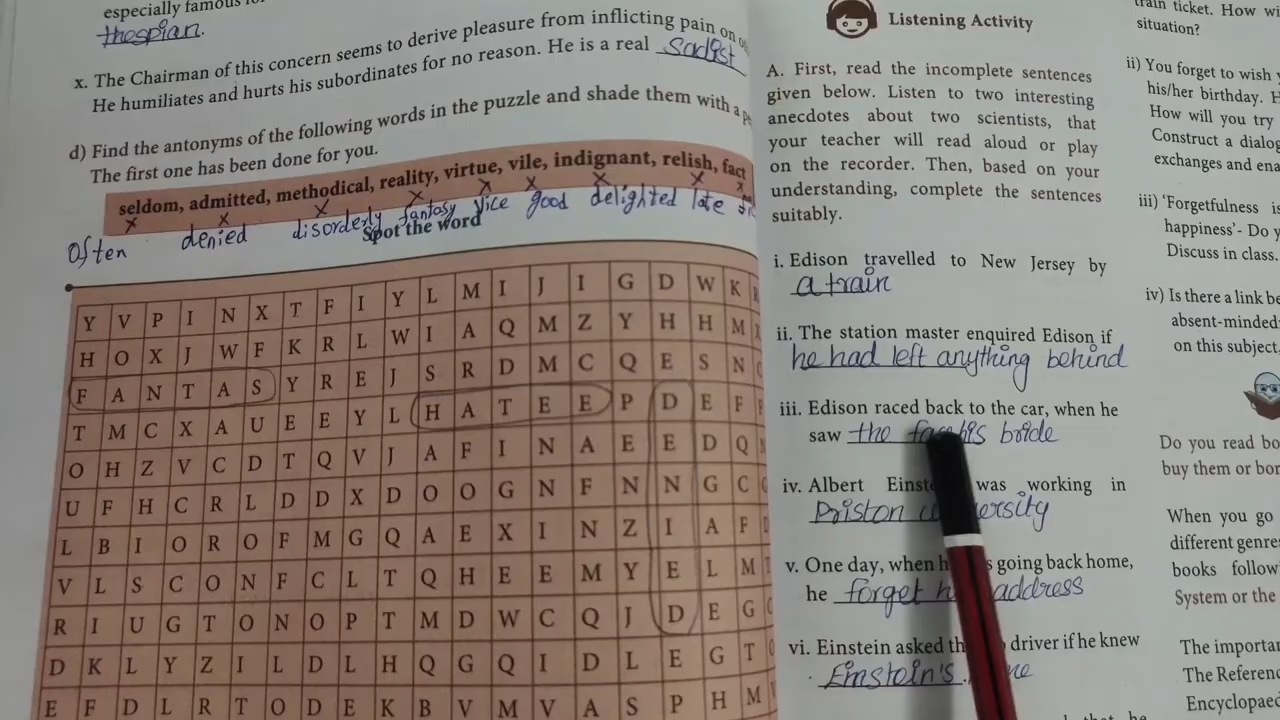 especially famous
thespian.
x. The Chairman of this concern seems to derive pleasure from inflicting pain on
He humiliates and hurts his subordinates for no reason. He is a real Sadist
d) Find the antonyms of the following words in the puzzle and shade them with a
The first one has been done for you.
seldom, admitted, methodical, reality, virtue, vile, indignant, relish, fact
x x x x x x x x x
Often denied disorderly fantasy vice good delighted late
Spot the word
Y V P I N X T F I Y L M I J I G D W K
H O X J W F K R L W I A Q M Z Y H H M
F A N T A S Y R E J S R D M C Q E S N
T M C X A U E E Y L H A T E E P D E F
O H Z V C D T Q V J A F I N A E E D Q
U F H C R L D D X D O O G N F N N G C
L B I O R O F M G Q A E X I N Z I A F
V L S C O N F C L T Q H E E M Y E L M
R I U G T O N O P T M D W C Q J D E G
D K L Y Z I L D L H Q G Q I D L E G T
E F D L R T O D E K B V M V A S P H M
Listening Activity
A. First, read the incomplete sentences
given below. Listen to two interesting
anecdotes about two scientists, that
your teacher will read aloud or play
on the recorder. Then, based on your
understanding, complete the sentences
suitably.
i. Edison travelled to New Jersey by
a train
ii. The station master enquired Edison if
he had left anything behind
iii. Edison raced back to the car, when he
saw the his bride
iv. Albert was working in
Priston
v. One day, when going back home,
he forget address
vi. Einstein asked driver if he knew
Einstein's
train ticket. How
situation?
ii) You forget to wish
his/her birthday.
How will you try
Construct a
exchanges and
iii) 'Forgetfulness is
happiness'- Do
Discuss in class.
iv) Is there a link
absent-minded
on this subject.
Do you read
buy them or
When you go
different
books follow
System or the
The
The